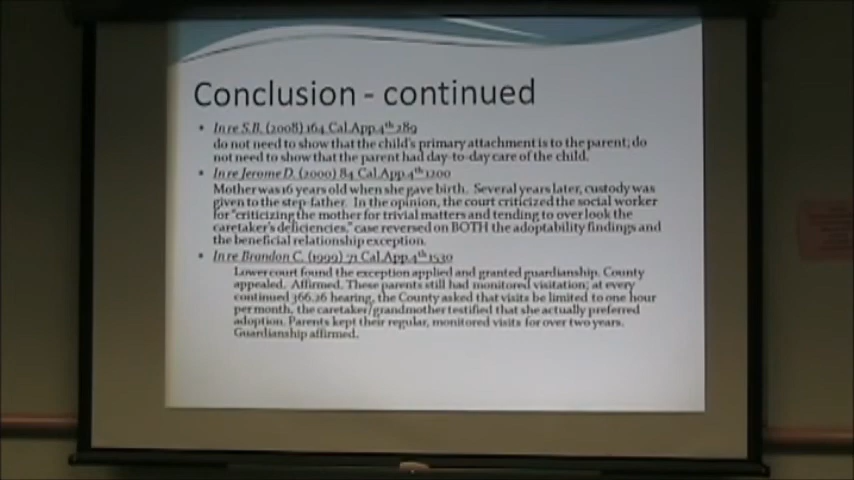 Conclusion - continued
• In re S.B. (2008) 164 Cal.App.4th 289
do not need to show that the child's primary attachment is to the parent; do
not need to show that the parent had day-to-day care of the child.
• In re Jerome D. (2000) 84 Cal.App.4th 1200
Mother was 16 years old when she gave birth. Several years later, custody was
given to the step-father. In the opinion, the court criticized the social worker
for "criticizing the mother for trivial matters and tending to over look the
caretaker's deficiencies," case reversed on BOTH the adoptability findings and
the beneficial relationship exception.
• In re Brandon C. (1999) 71 Cal.App.4th 1530
Lower court found the exception applied and granted guardianship. County
appealed. Affirmed. These parents still had monitored visitation; at every
continued 366.26 hearing, the County asked that visits be limited to one hour
per month, the caretaker/grandmother testified that she actually preferred
adoption. Parents kept their regular, monitored visits for over two years.
Guardianship affirmed.